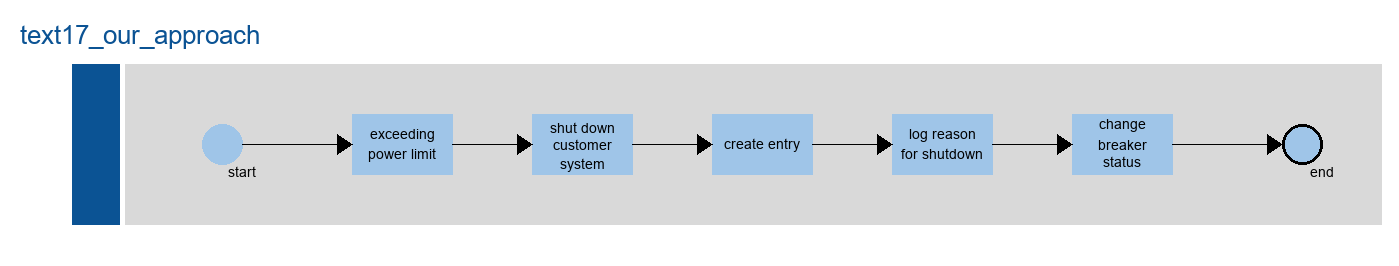 text17_our_approach
start
exceeding
power limit
shut down
customer
system
create entry
log reason
for shutdown
change
breaker
status
end